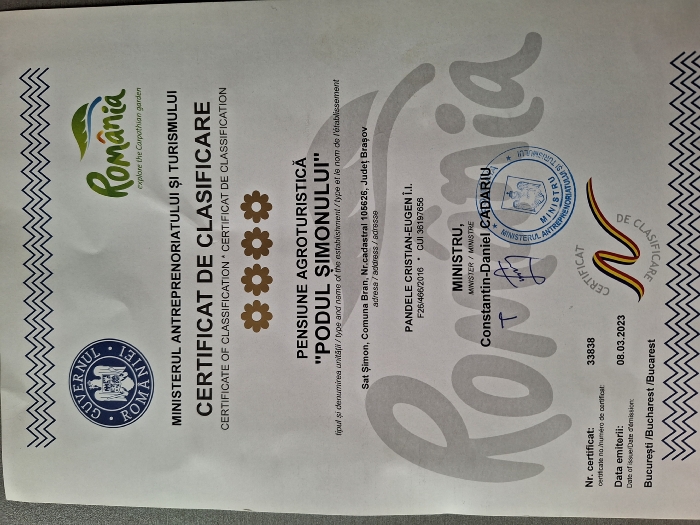 GUVERNUL ROMÂNIEI
România
explore the Carpathian garden
MINISTERUL ANTREPRENORIATULUI ȘI TURISMULUI
CERTIFICAT DE CLASIFICARE
CERTIFICATE OF CLASSIFICATION * CERTIFICAT DE CLASSIFICATION
PENSIUNE AGROTURISTICĂ
"PODUL ȘIMONULUI"
tipul și denumirea unității / type and name of the establishment / type et le nom de l'établissement
Sat Șimon, Comuna Bran, Nr.cadastral 105626, Județ Brașov
adresa / address / adresse
PANDELE CRISTIAN-EUGEN Î.I.
F26/466/2016 * CUI 36197656
MINISTRU,
MINISTER / MINISTRE
Constantin-Daniel CADARIU
MINISTERUL ANTREPRENORIATULUI
MINISTRU
Nr. certificat: 33838
certificate no./numéro de certificat:
Data emiterii: 08.03.2023
Date of issue/Date d'émission:
București /Bucharest /Bucarest
CERTIFICAT DE CLASIFICARE
România